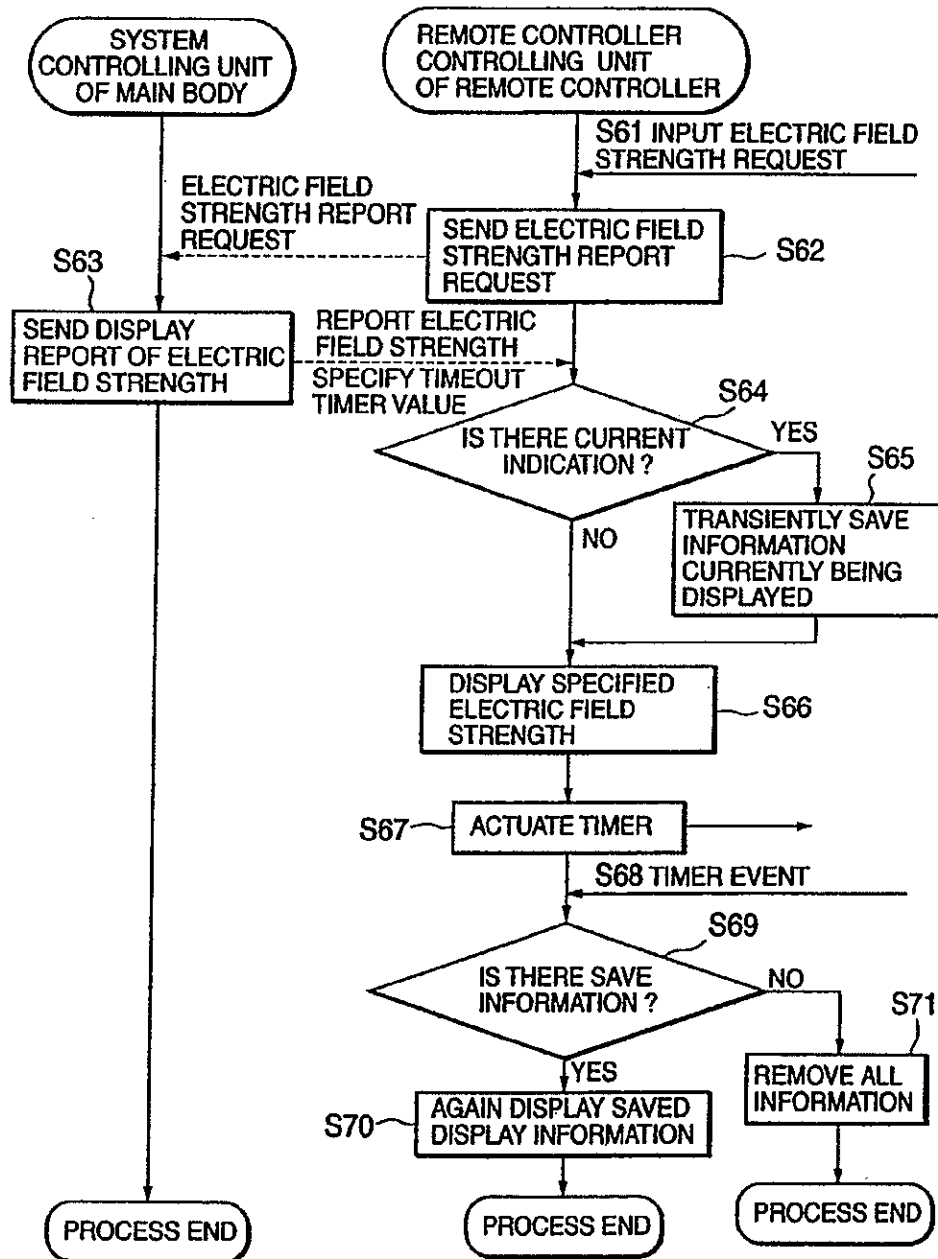 SYSTEM
CONTROLLING UNIT
OF MAIN BODY
REMOTE CONTROLLER
CONTROLLING UNIT
OF REMOTE CONTROLLER
S61 INPUT ELECTRIC FIELD
STRENGTH REQUEST
ELECTRIC FIELD
STRENGTH REPORT
REQUEST
SEND ELECTRIC FIELD
STRENGTH REPORT
REQUEST
S62
S63
SEND DISPLAY
REPORT OF ELECTRIC
FIELD STRENGTH
REPORT ELECTRIC
FIELD STRENGTH
SPECIFY TIMEOUT
TIMER VALUE
S64
IS THERE CURRENT
INDICATION ?
YES
NO
S65
TRANSIENTLY SAVE
INFORMATION
CURRENTLY BEING
DISPLAYED
DISPLAY SPECIFIED
ELECTRIC FIELD
STRENGTH
S66
S67
ACTUATE TIMER
S68 TIMER EVENT
S69
IS THERE SAVE
INFORMATION ?
NO
YES
S71
REMOVE ALL
INFORMATION
S70
AGAIN DISPLAY SAVED
DISPLAY INFORMATION
PROCESS END
PROCESS END
PROCESS END